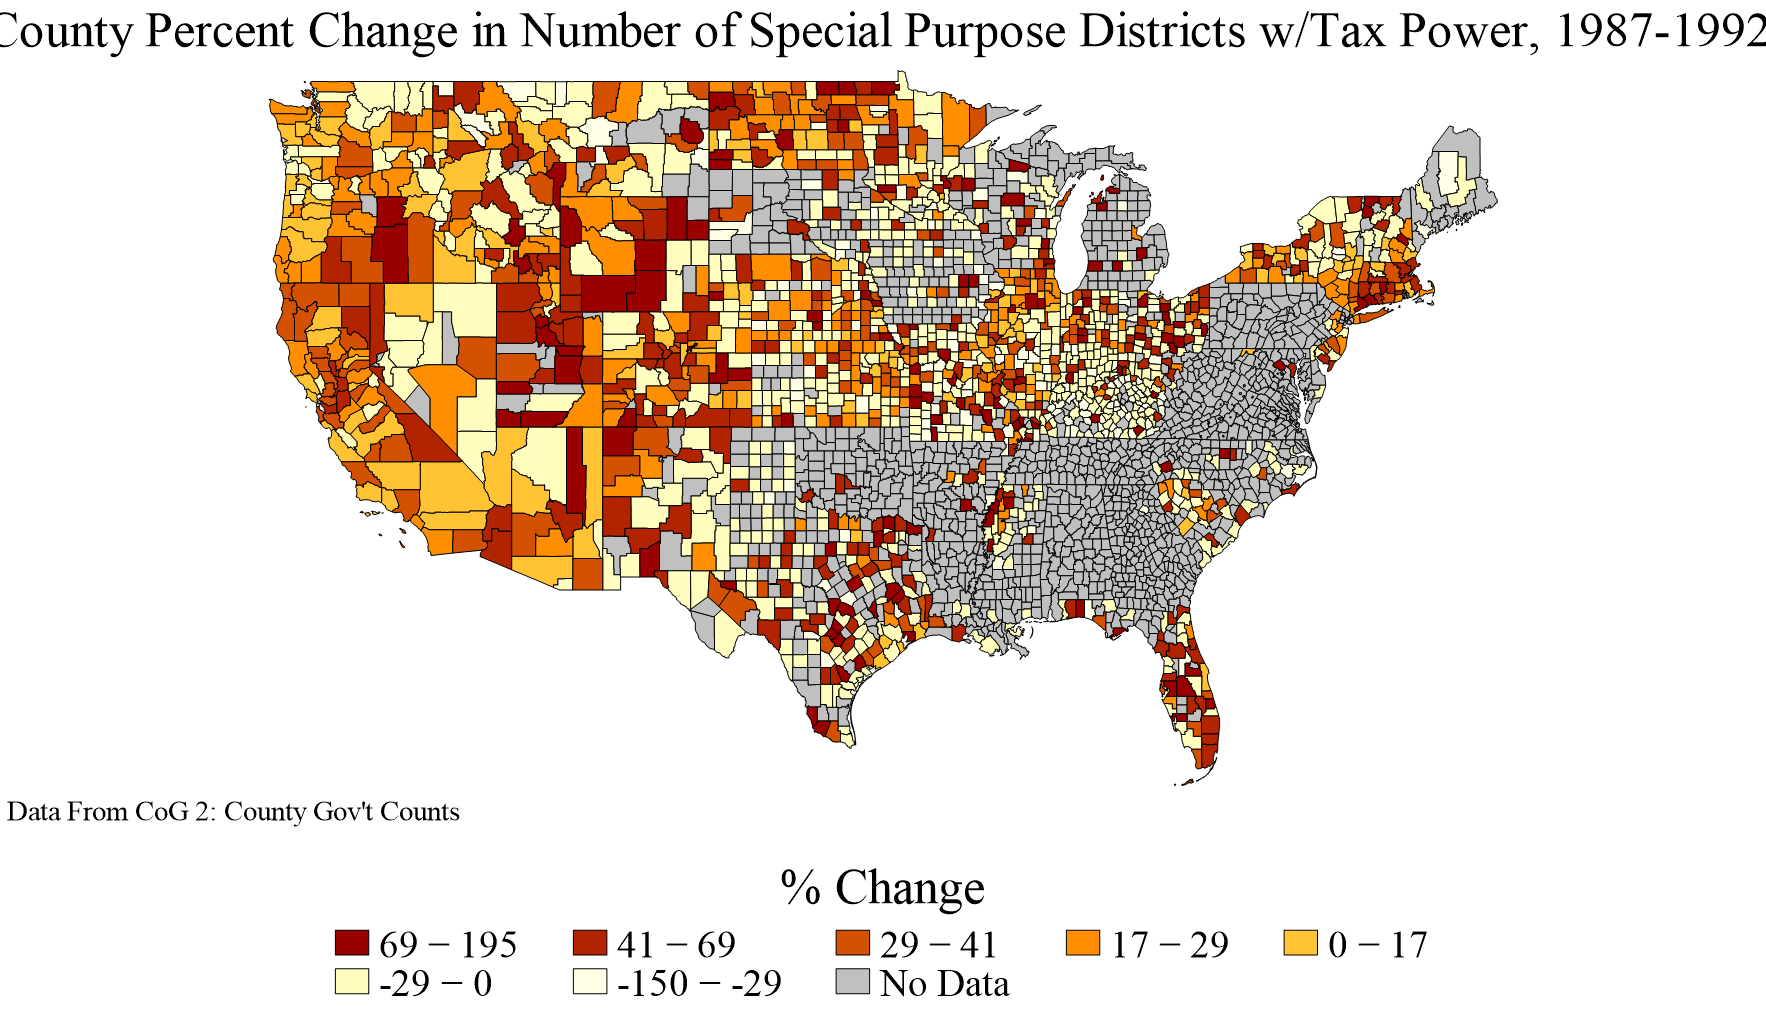 County Percent Change in Number of Special Purpose Districts w/Tax Power, 1987-1992
Data From CoG 2: County Gov't Counts
% Change
69 − 195
41 − 69
29 − 41
17 − 29
0 − 17
-29 − 0
-150 − -29
No Data